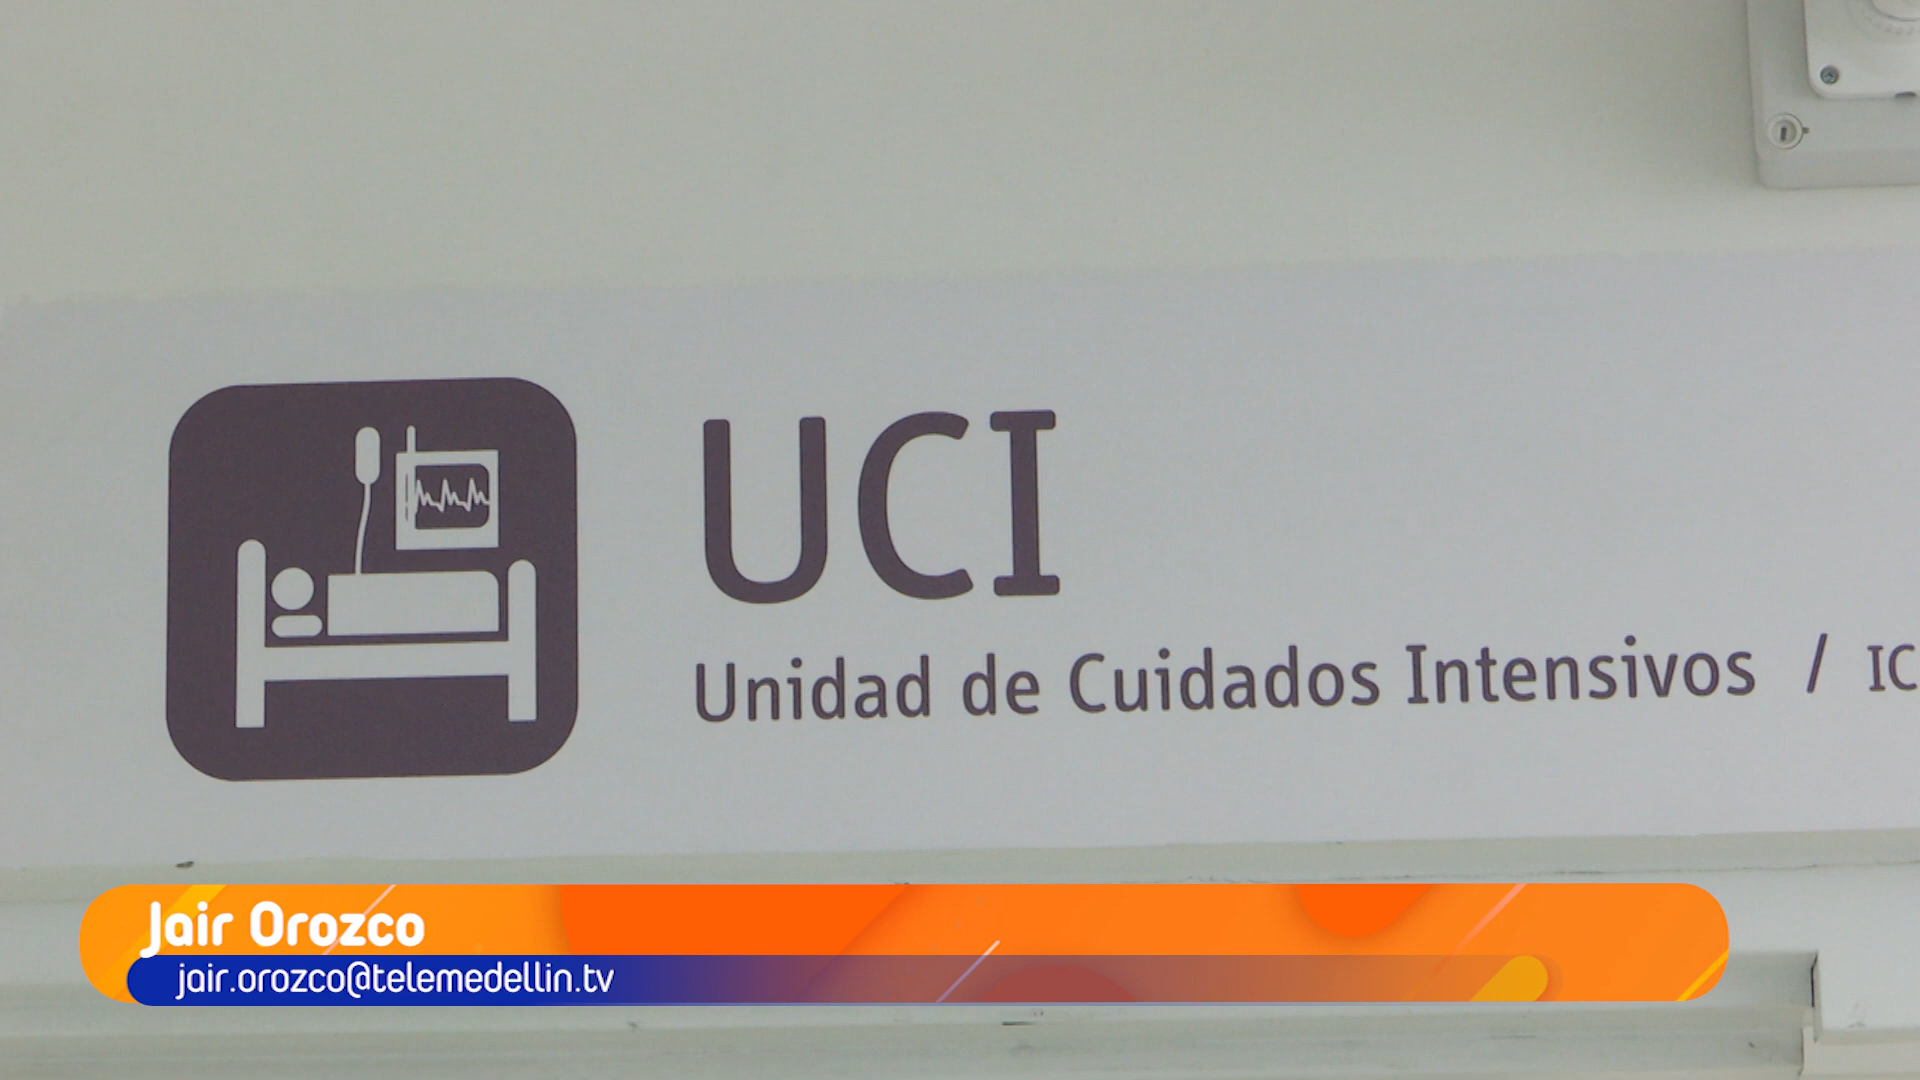 UCI
Unidad de Cuidados Intensivos / IC
Jair Orozco
jair.orozco@telemedellin.tv